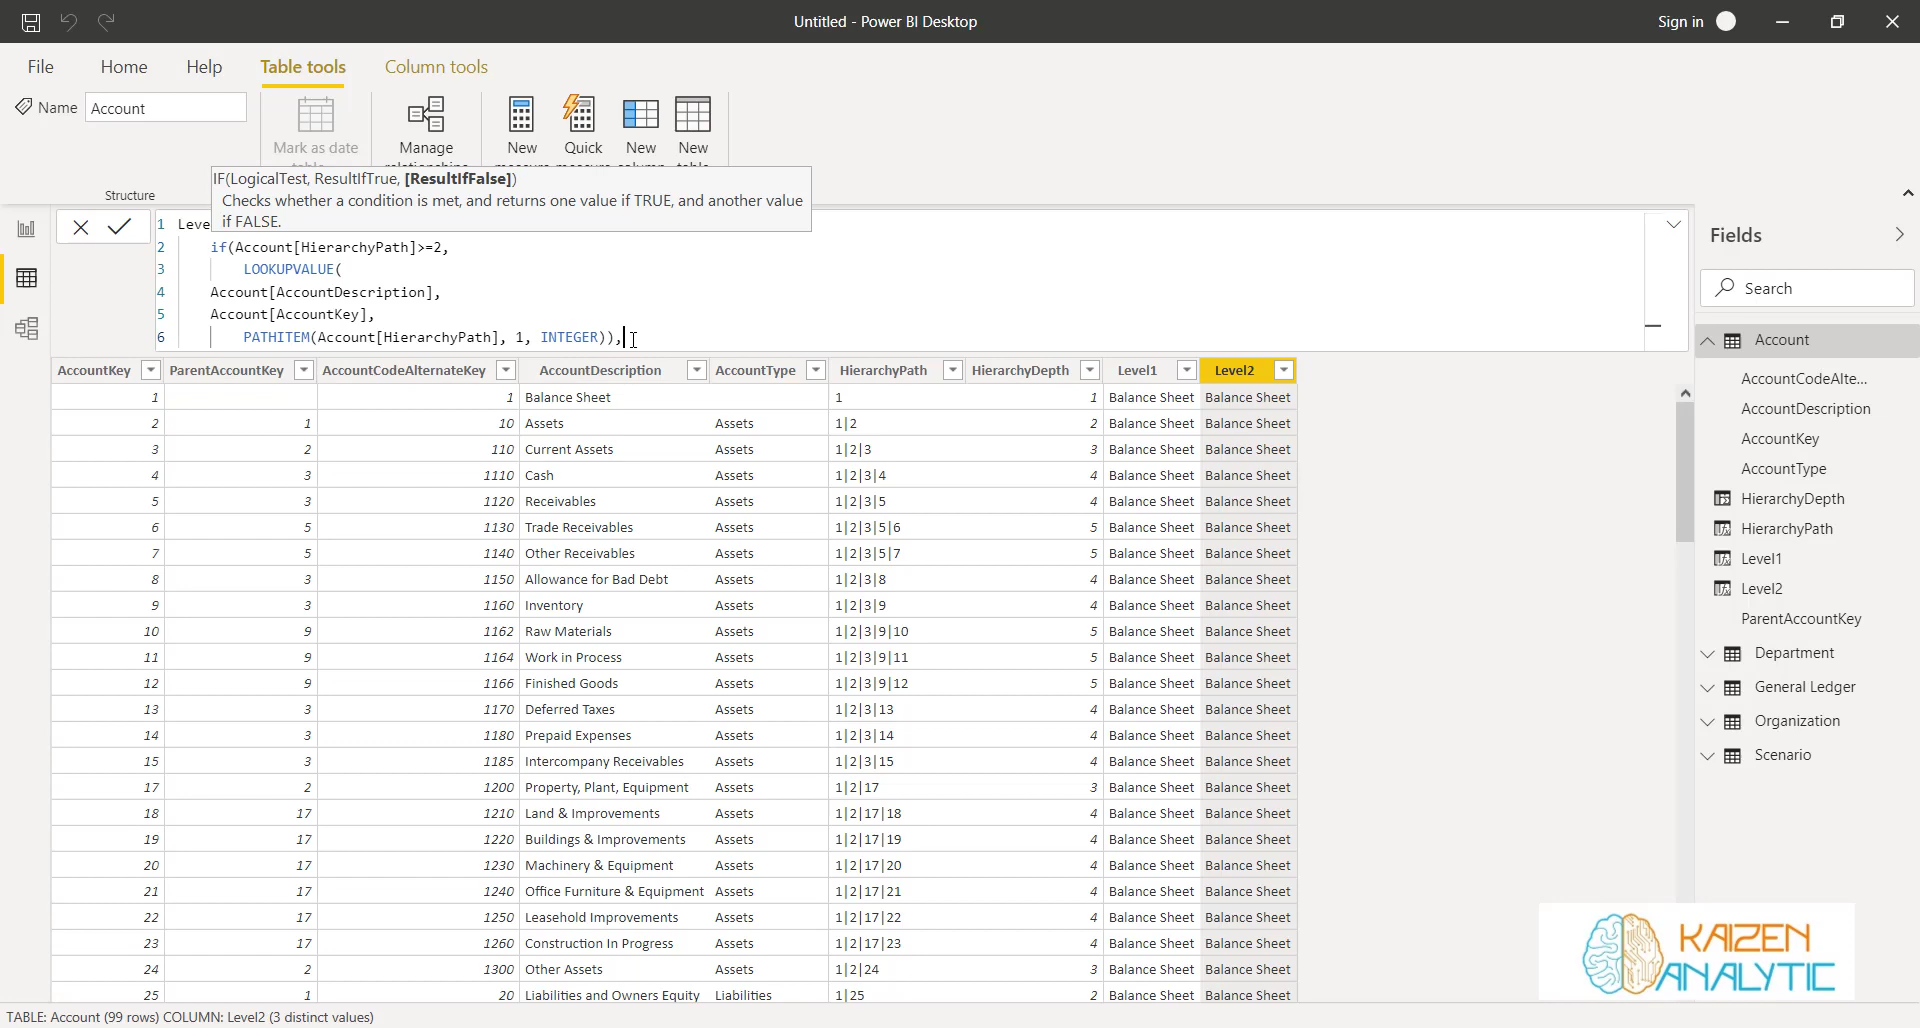 Untitled - Power BI Desktop
Sign in
File
Home
Help
Table tools
Column tools
Name
Account
Mark as date
Manage
New
Quick
New
New
Structure
IF(LogicalTest, ResultIfTrue, [ResultIfFalse])
Checks whether a condition is met, and returns one value if TRUE, and another value
if FALSE.
1 Leve
2 if(Account[HierarchyPath]>=2,
3 LOOKUPVALUE(
4 Account[AccountDescription],
5 Account[AccountKey],
6 PATHITEM(Account[HierarchyPath], 1, INTEGER)),
AccountKey ParentAccountKey AccountCodeAlternateKey AccountDescription AccountType HierarchyPath HierarchyDepth Level1 Level2
1 1 Balance Sheet 1 1 Balance Sheet Balance Sheet
2 1 10 Assets Assets 1|2 2 Balance Sheet Balance Sheet
3 2 110 Current Assets Assets 1|2|3 3 Balance Sheet Balance Sheet
4 3 1110 Cash Assets 1|2|3|4 4 Balance Sheet Balance Sheet
5 3 1120 Receivables Assets 1|2|3|5 4 Balance Sheet Balance Sheet
6 5 1130 Trade Receivables Assets 1|2|3|5|6 5 Balance Sheet Balance Sheet
7 5 1140 Other Receivables Assets 1|2|3|5|7 5 Balance Sheet Balance Sheet
8 3 1150 Allowance for Bad Debt Assets 1|2|3|8 4 Balance Sheet Balance Sheet
9 3 1160 Inventory Assets 1|2|3|9 4 Balance Sheet Balance Sheet
10 9 1162 Raw Materials Assets 1|2|3|9|10 5 Balance Sheet Balance Sheet
11 9 1164 Work in Process Assets 1|2|3|9|11 5 Balance Sheet Balance Sheet
12 9 1166 Finished Goods Assets 1|2|3|9|12 5 Balance Sheet Balance Sheet
13 3 1170 Deferred Taxes Assets 1|2|3|13 4 Balance Sheet Balance Sheet
14 3 1180 Prepaid Expenses Assets 1|2|3|14 4 Balance Sheet Balance Sheet
15 3 1185 Intercompany Receivables Assets 1|2|3|15 4 Balance Sheet Balance Sheet
17 2 1200 Property, Plant, Equipment Assets 1|2|17 3 Balance Sheet Balance Sheet
18 17 1210 Land & Improvements Assets 1|2|17|18 4 Balance Sheet Balance Sheet
19 17 1220 Buildings & Improvements Assets 1|2|17|19 4 Balance Sheet Balance Sheet
20 17 1230 Machinery & Equipment Assets 1|2|17|20 4 Balance Sheet Balance Sheet
21 17 1240 Office Furniture & Equipment Assets 1|2|17|21 4 Balance Sheet Balance Sheet
22 17 1250 Leasehold Improvements Assets 1|2|17|22 4 Balance Sheet Balance Sheet
23 17 1260 Construction In Progress Assets 1|2|17|23 4 Balance Sheet Balance Sheet
24 2 1300 Other Assets Assets 1|2|24 3 Balance Sheet Balance Sheet
25 1 20 Liabilities and Owners Equity Liabilities 1|25 2 Balance Sheet Balance Sheet
TABLE: Account (99 rows) COLUMN: Level2 (3 distinct values)
Fields
Search
Account
AccountCodeAlte...
AccountDescription
AccountKey
AccountType
HierarchyDepth
HierarchyPath
Level1
Level2
ParentAccountKey
Department
General Ledger
Organization
Scenario
KAIZEN
ANALYTIC